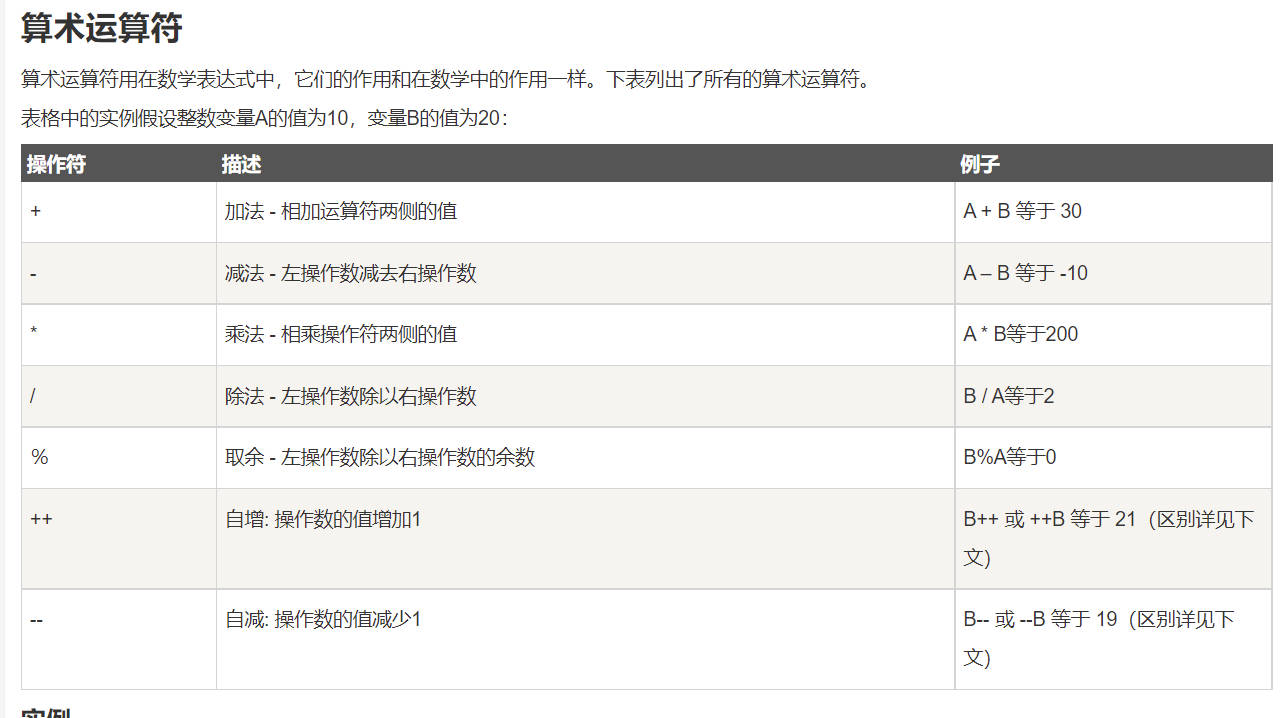 算术运算符
算术运算符用在数学表达式中，它们的作用和在数学中的作用一样。下表列出了所有的算术运算符。
表格中的实例假设整数变量A的值为10，变量B的值为20：
操作符 描述 例子
+ 加法 - 相加运算符两侧的值 A + B 等于 30
- 减法 - 左操作数减去右操作数 A – B 等于 -10
* 乘法 - 相乘操作符两侧的值 A * B等于200
/ 除法 - 左操作数除以右操作数 B / A等于2
% 取余 - 左操作数除以右操作数的余数 B%A等于0
++ 自增: 操作数的值增加1 B++ 或 ++B 等于 21（区别详见下
文）
-- 自减: 操作数的值减少1 B-- 或 --B 等于 19（区别详见下
文）
实例